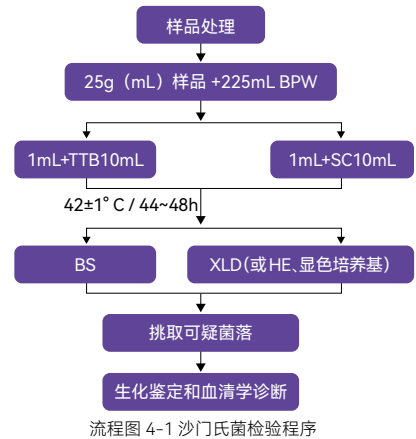 样品处理
25g（mL）样品 +225mL BPW
1mL+TTB10mL
1mL+SC10mL
42±1° C / 44~48h
BS
XLD（或 HE、显色培养基）
挑取可疑菌落
生化鉴定和血清学诊断
流程图 4-1 沙门氏菌检验程序